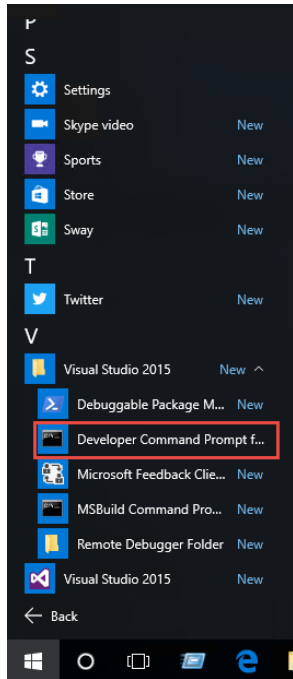 P
S
Settings
Skype video New
Sports New
Store New
Sway New
T
Twitter New
V
Visual Studio 2015 New
Debuggable Package M... New
Developer Command Prompt f...
Microsoft Feedback Clie... New
MSBuild Command Pro... New
Remote Debugger Folder New
Visual Studio 2015 New
Back